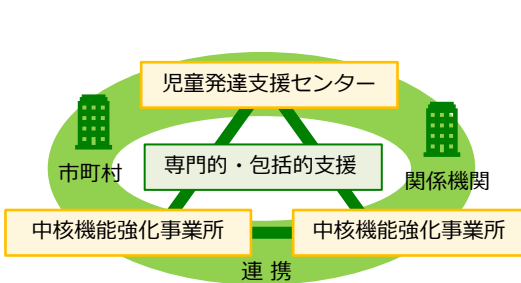 児童発達支援センター
専門的・包括的支援
市町村
関係機関
中核機能強化事業所
中核機能強化事業所
連 携